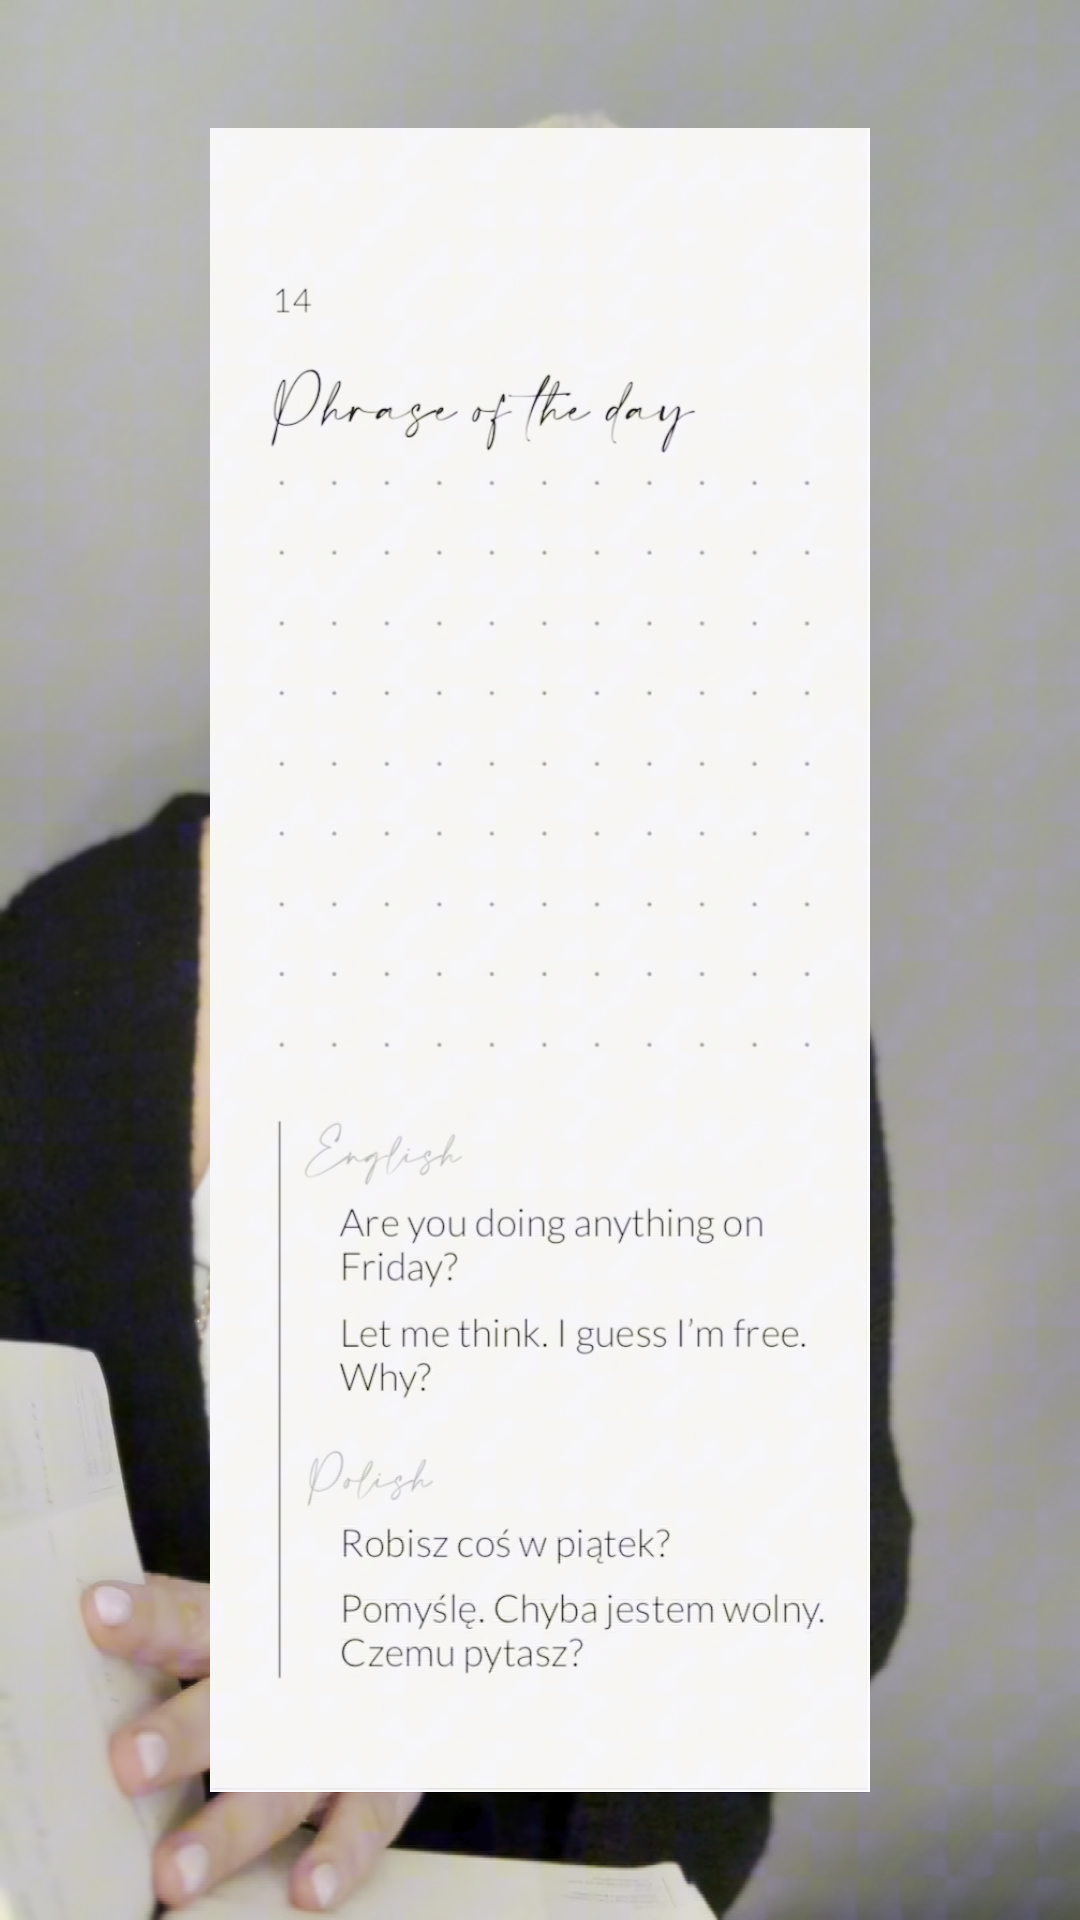 14
Phrase of the day
English
Are you doing anything on
Friday?
Let me think. I guess I’m free.
Why?
Polish
Robisz coś w piątek?
Pomyślę. Chyba jestem wolny.
Czemu pytasz?